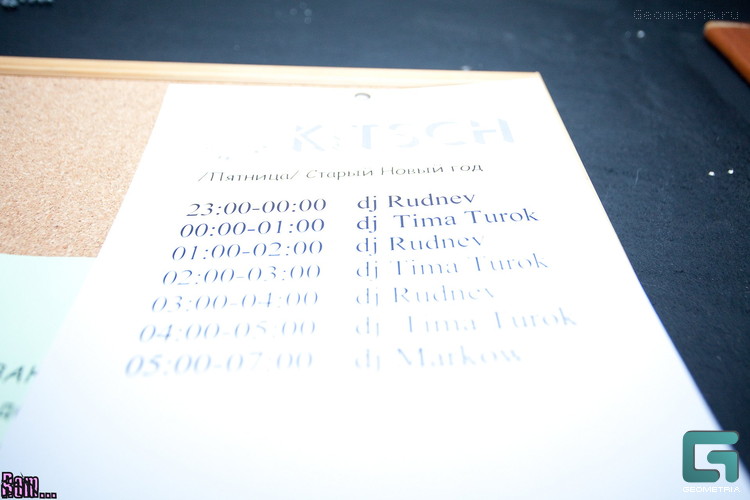 Geometria.ru
KiTSCH
/Пятница/ Старый Новый год
23:00-00:00 dj Rudnev
00:00-01:00 dj Tima Turok
01:00-02:00 dj Rudnev
02:00-03:00 dj Tima Turok
03:00-04:00 dj Rudnev
04:00-05:00 dj Tima Turok
05:00-07:00 dj Markow
GEOMETRIA